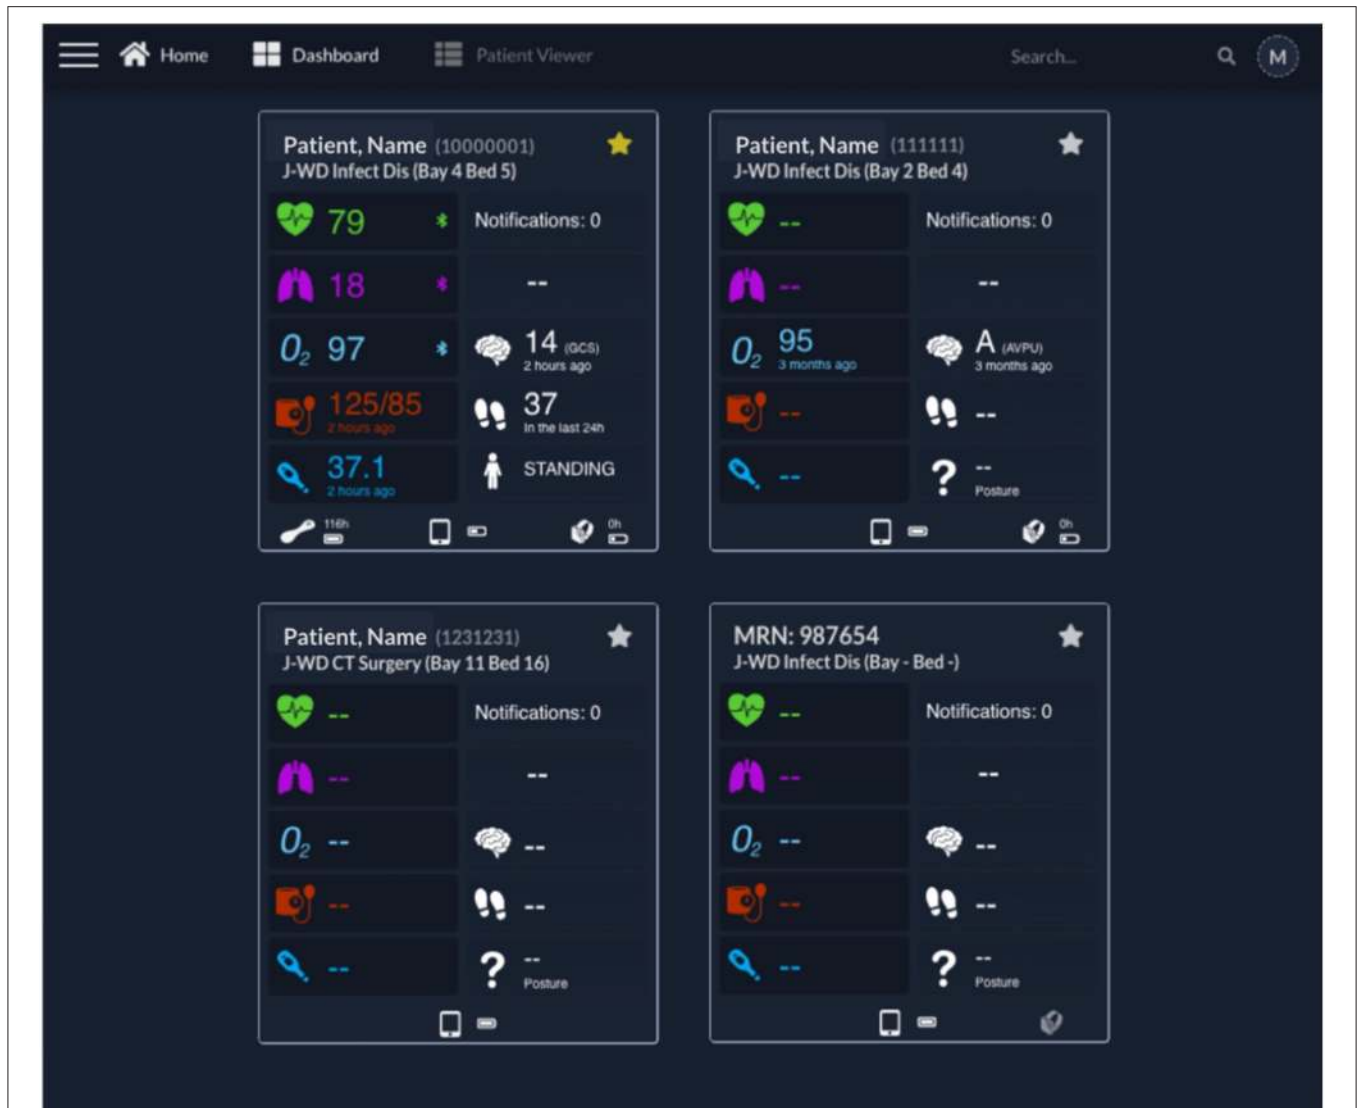 Home Dashboard Patient Viewer Search... M
Patient, Name (10000001)
J-WD Infect Dis (Bay 4 Bed 5)
79 Notifications: 0
18 --
O2 97 14 (GCS)
2 hours ago
125/85 37
2 hours ago In the last 24h
37.1 STANDING
2 hours ago
116h 0h
Patient, Name (111111)
J-WD Infect Dis (Bay 2 Bed 4)
-- Notifications: 0
-- --
O2 95 A (AVPU)
3 months ago 3 months ago
-- --
-- ? --
Posture
0h
Patient, Name (1231231)
J-WD CT Surgery (Bay 11 Bed 16)
-- Notifications: 0
-- --
O2 -- --
-- --
-- ? --
Posture
MRN: 987654
J-WD Infect Dis (Bay - Bed -)
-- Notifications: 0
-- --
O2 -- --
-- --
-- ? --
Posture